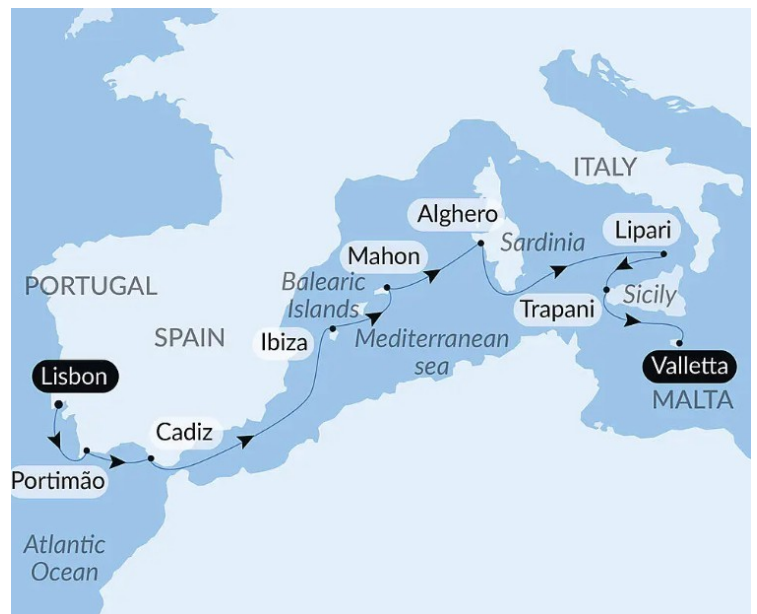 ITALY
Alghero
Sardinia
Lipari
Mahon
PORTUGAL
Balearic
Islands
Sicily
Trapani
SPAIN
Ibiza
Mediterranean
sea
Lisbon
Valletta
MALTA
Cadiz
Portimão
Atlantic
Ocean